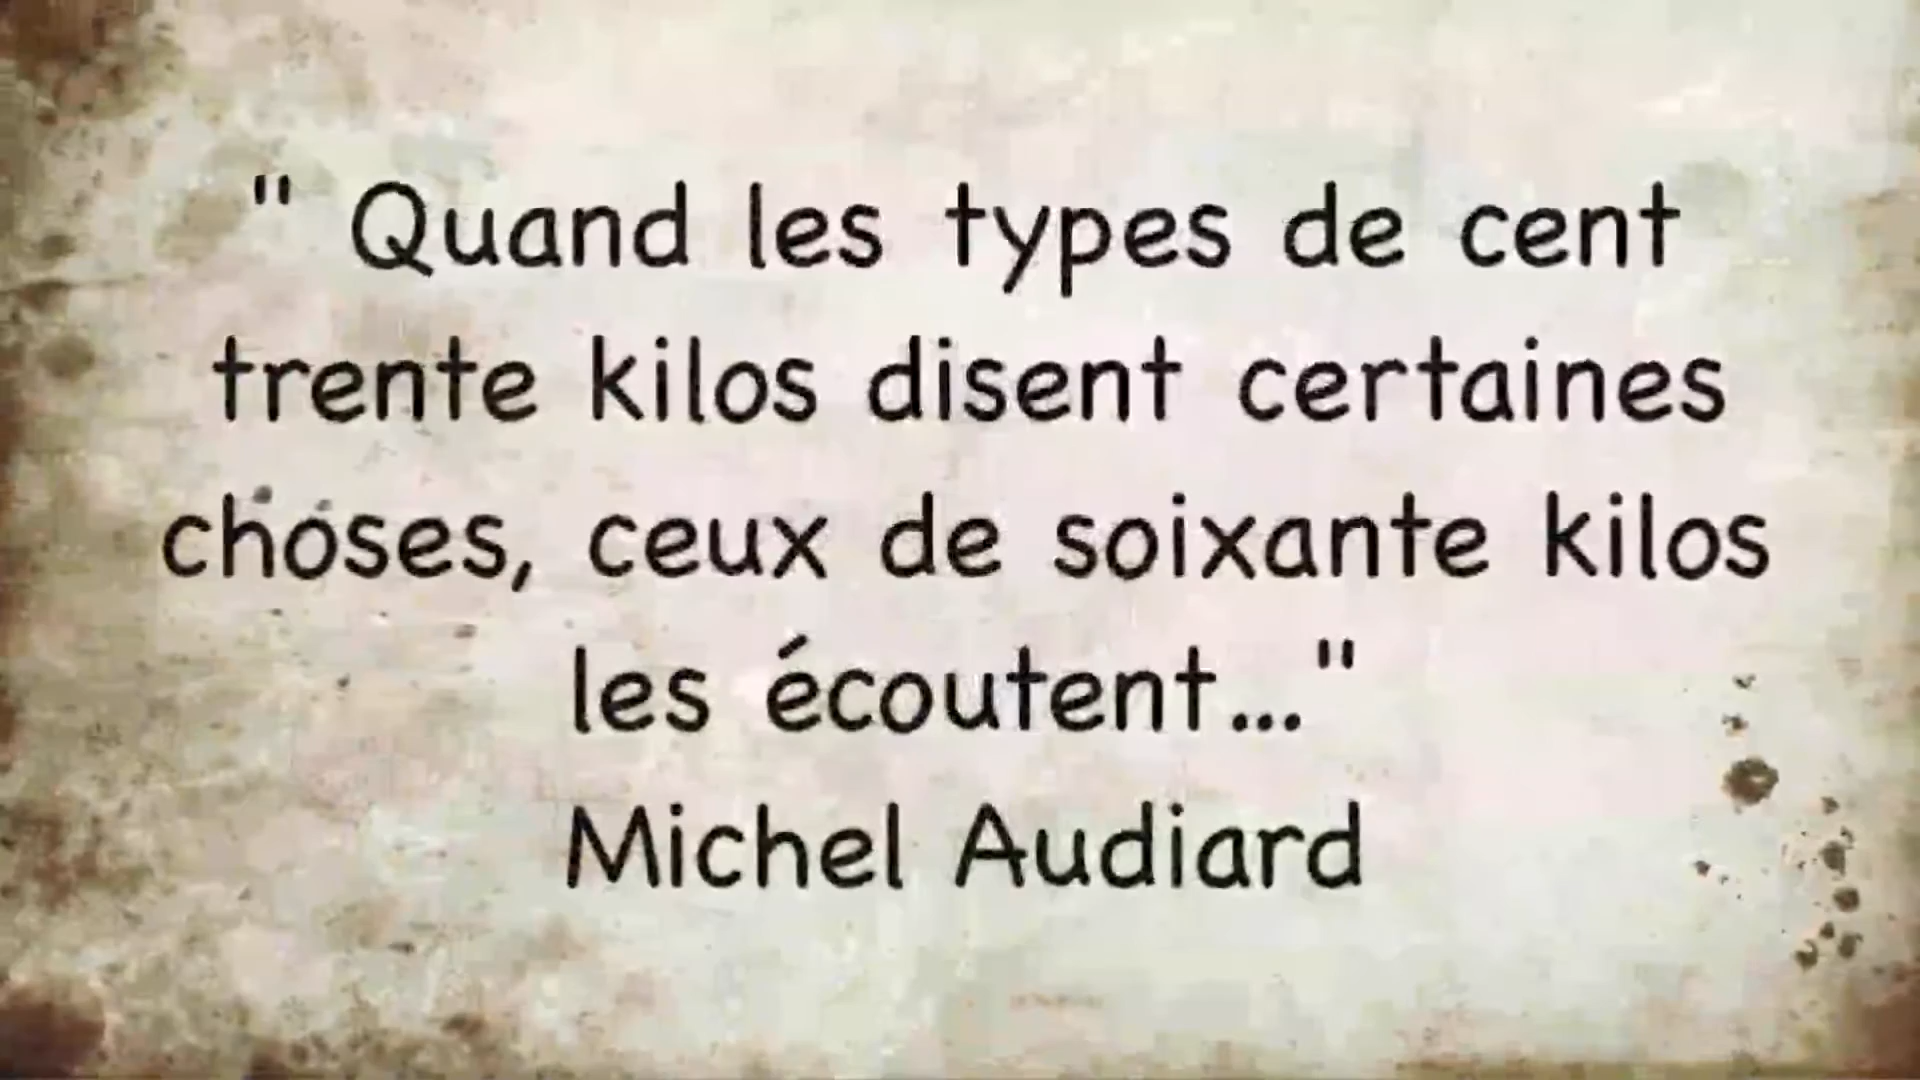 " Quand les types de cent
trente kilos disent certaines
choses, ceux de soixante kilos
les écoutent..."
Michel Audiard